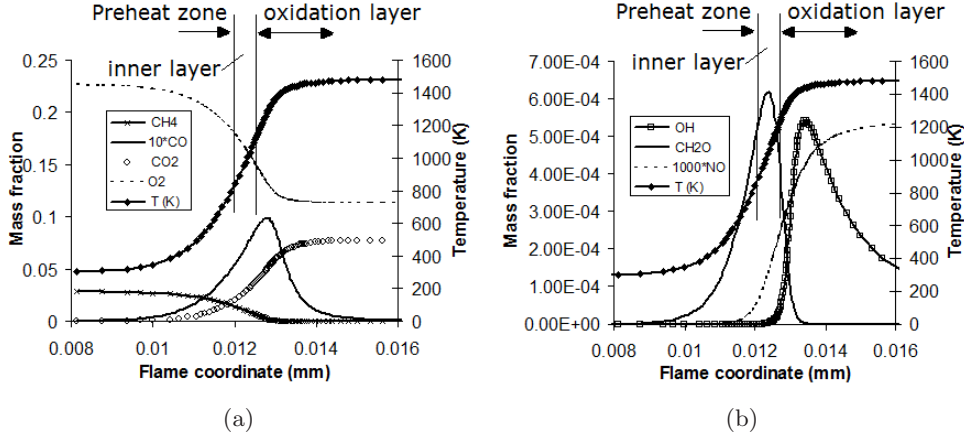 Preheat zone
oxidation layer
inner layer
0.25
0.2
0.15
0.1
0.05
0
Mass fraction
CH4
10*CO
CO2
O2
T (K)
1600
1400
1200
1000
800
600
400
200
0
Temperature (K)
0.008
0.01
0.012
0.014
0.016
Flame coordinate (mm)
(a)
Preheat zone
oxidation layer
inner layer
7.00E-04
6.00E-04
5.00E-04
4.00E-04
3.00E-04
2.00E-04
1.00E-04
0.00E+00
Mass fraction
OH
CH2O
1000*NO
T (K)
1600
1400
1200
1000
800
600
400
200
0
Temperature (K)
0.008
0.01
0.012
0.014
0.016
Flame coordinate (mm)
(b)